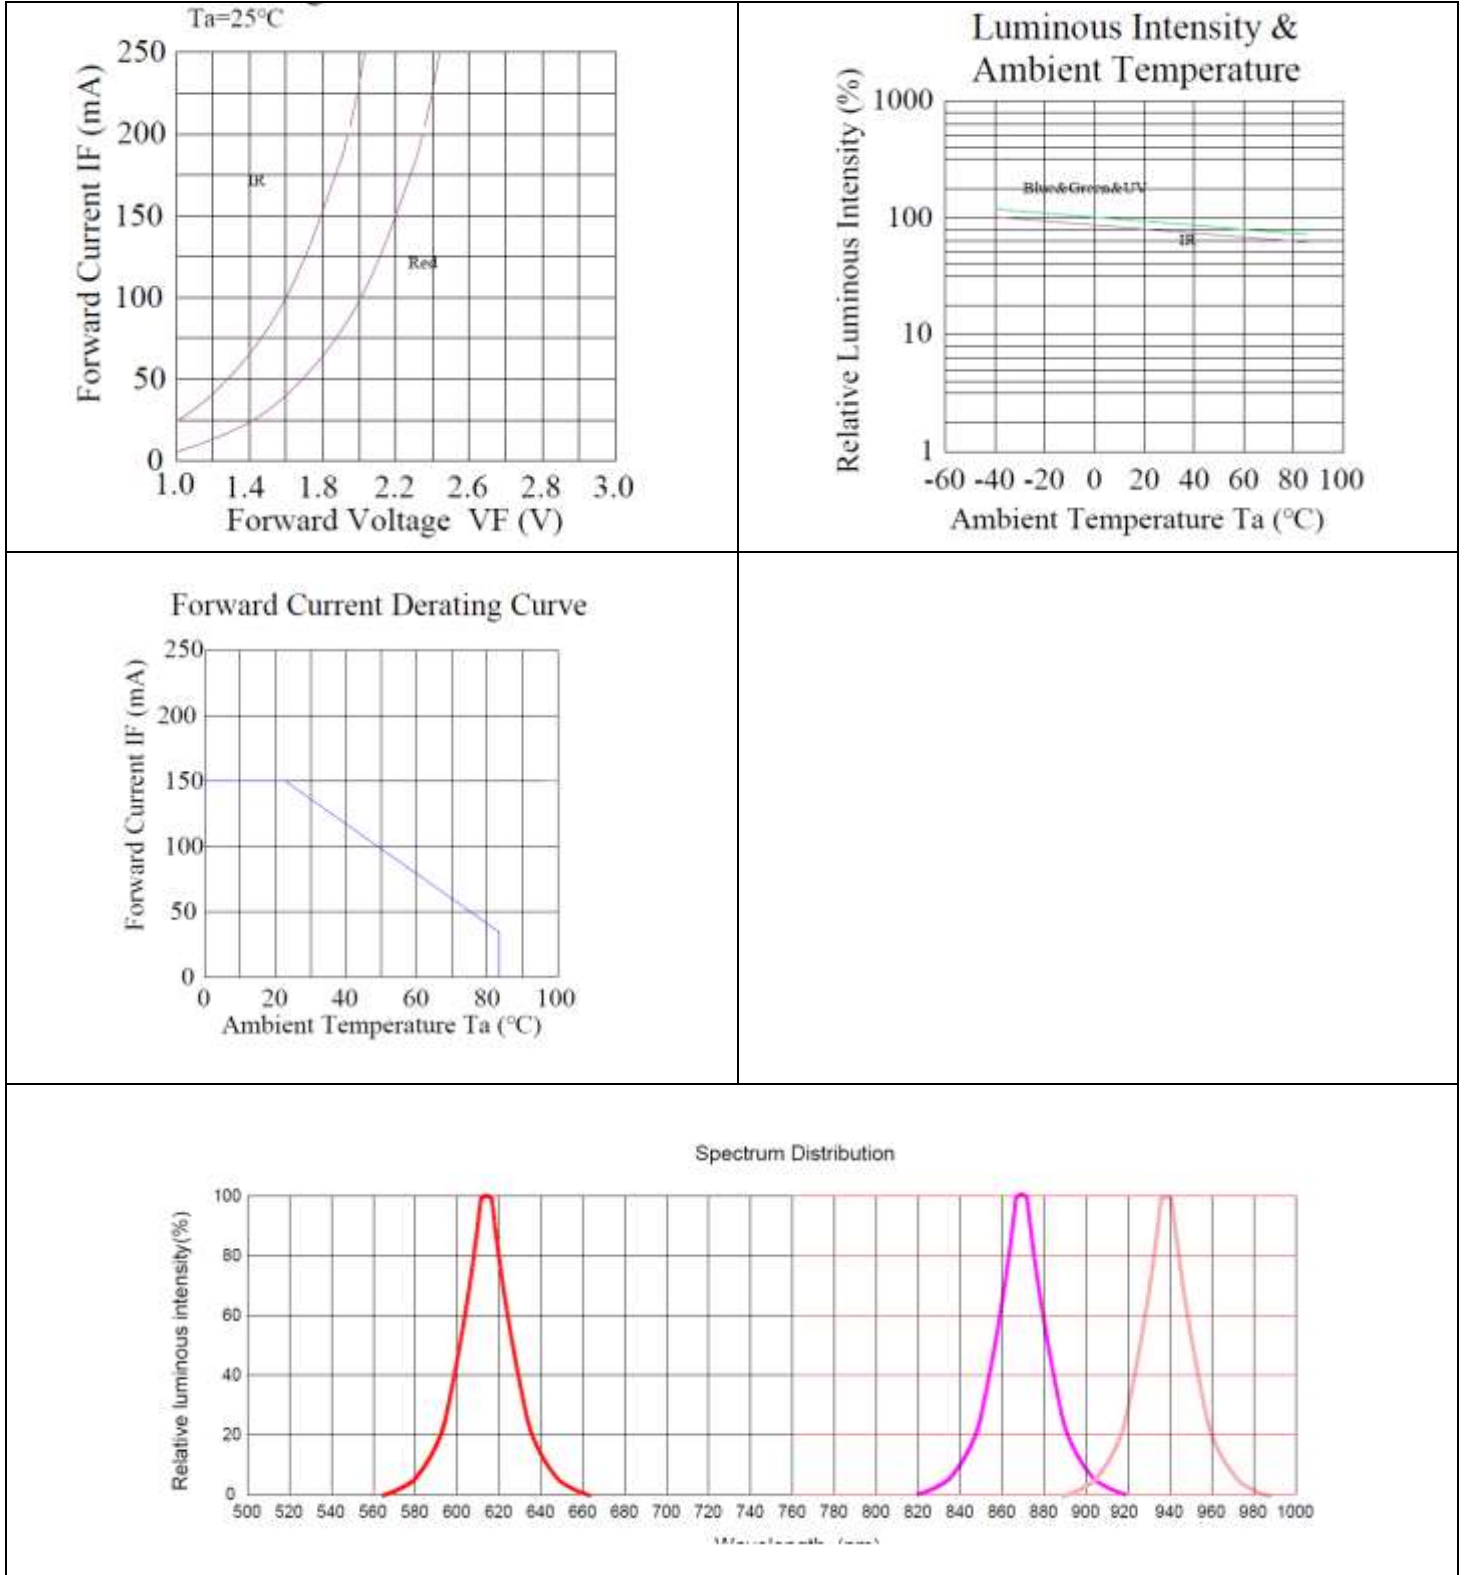 Ta=25℃
250
200
150
100
50
0
Forward Current IF (mA)
IR
Red
1.0 1.4 1.8 2.2 2.6 2.8 3.0
Forward Voltage VF (V)
Luminous Intensity &
Ambient Temperature
1000
100
10
1
Relative Luminous Intensity (%)
Blue&Green&UV
IR
-60 -40 -20 0 20 40 60 80 100
Ambient Temperature Ta (℃)
Forward Current Derating Curve
250
200
150
100
50
0
Forward Current IF (mA)
0 20 40 60 80 100
Ambient Temperature Ta (℃)
Spectrum Distribution
100
80
60
40
20
0
Relative luminous intensity(%)
500 520 540 560 580 600 620 640 660 680 700 720 740 760 780 800 820 840 860 880 900 920 940 960 980 1000
Wavelength (nm)